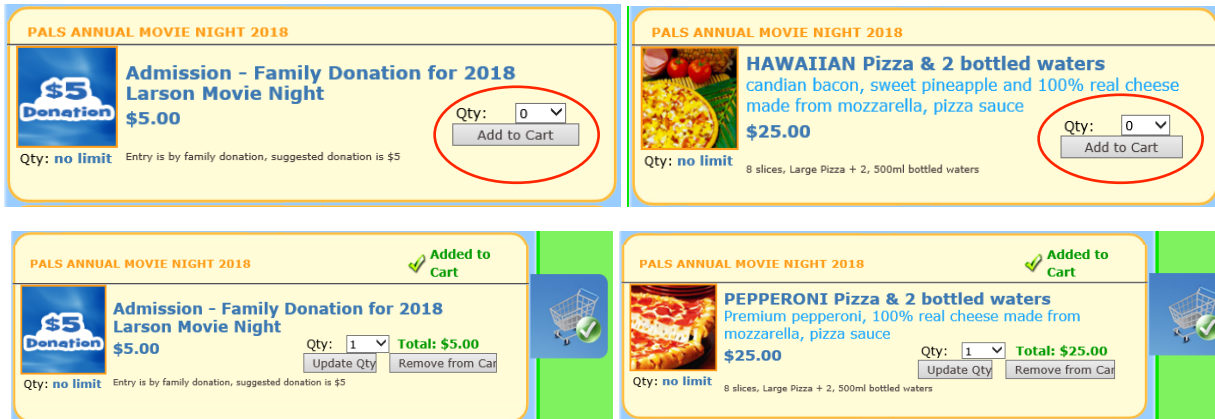 PALS ANNUAL MOVIE NIGHT 2018
$5
Donation
Admission - Family Donation for 2018
Larson Movie Night
$5.00
Qty: 0
Add to Cart
Qty: no limit
Entry is by family donation, suggested donation is $5
PALS ANNUAL MOVIE NIGHT 2018
HAWAIIAN Pizza & 2 bottled waters
candian bacon, sweet pineapple and 100% real cheese
made from mozzarella, pizza sauce
$25.00
Qty: 0
Add to Cart
Qty: no limit
8 slices, Large Pizza + 2, 500ml bottled waters
PALS ANNUAL MOVIE NIGHT 2018
Added to
Cart
$5
Donation
Admission - Family Donation for 2018
Larson Movie Night
$5.00
Qty: 1 Total: $5.00
Update Qty Remove from Car
Qty: no limit
Entry is by family donation, suggested donation is $5
PALS ANNUAL MOVIE NIGHT 2018
Added to
Cart
PEPPERONI Pizza & 2 bottled waters
Premium pepperoni, 100% real cheese made from
mozzarella, pizza sauce
$25.00
Qty: 1 Total: $25.00
Update Qty Remove from Car
Qty: no limit
8 slices, Large Pizza + 2, 500ml bottled waters